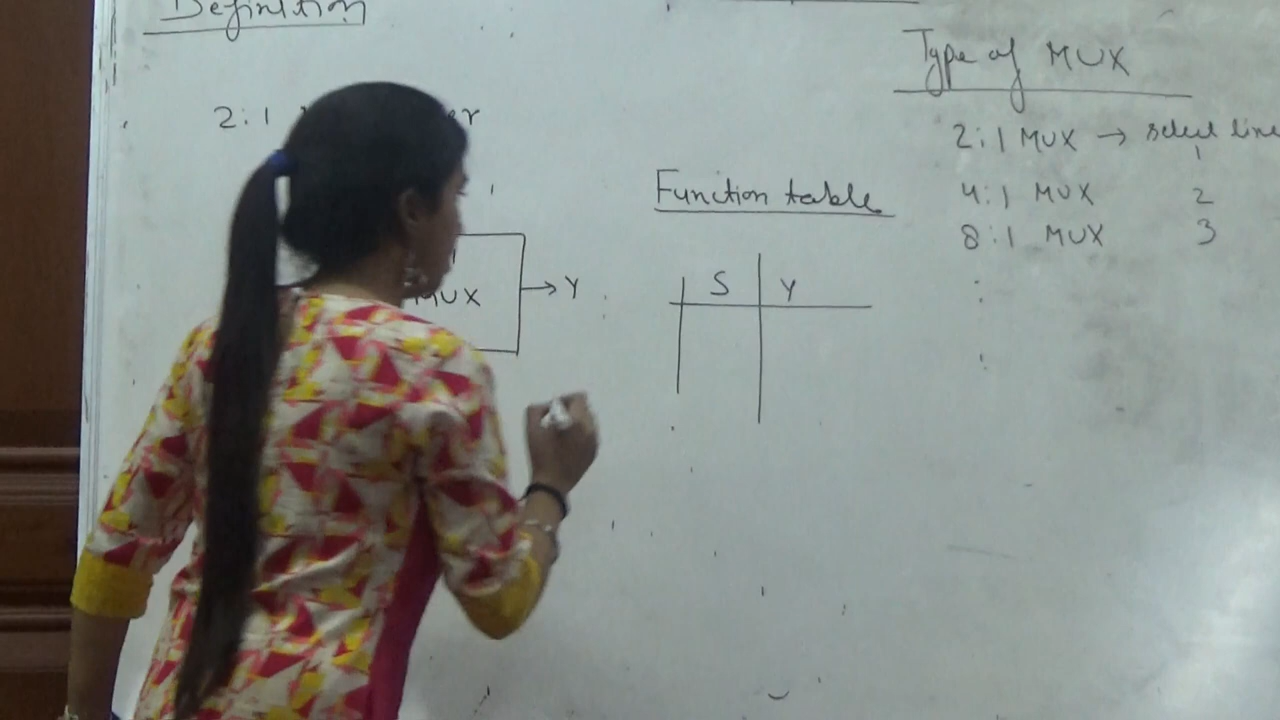 Definition
2:1
MUX
Y
Function table
S Y
Type of MUX
2:1 MUX → select line
1
4:1 MUX 2
8:1 MUX 3